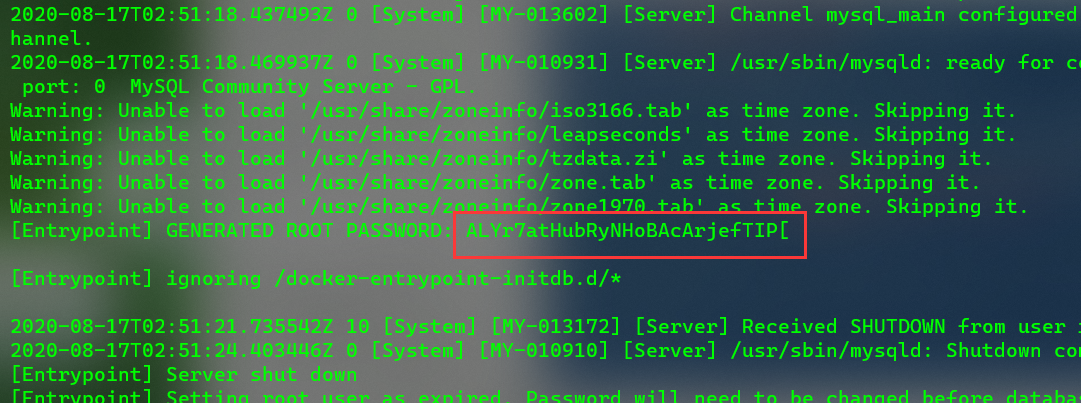 2020-08-17T02:51:18.437493Z 0 [System] [MY-013602] [Server] Channel mysql_main configured
hannel.
2020-08-17T02:51:18.469937Z 0 [System] [MY-010931] [Server] /usr/sbin/mysqld: ready for
port: 0  MySQL Community Server - GPL.
Warning: Unable to load '/usr/share/zoneinfo/iso3166.tab' as time zone. Skipping it.
Warning: Unable to load '/usr/share/zoneinfo/leapseconds' as time zone. Skipping it.
Warning: Unable to load '/usr/share/zoneinfo/tzdata.zi' as time zone. Skipping it.
Warning: Unable to load '/usr/share/zoneinfo/zone.tab' as time zone. Skipping it.
Warning: Unable to load '/usr/share/zoneinfo/zone1970.tab' as time zone. Skipping it.
[Entrypoint] GENERATED ROOT PASSWORD: ALYr7atHubRyNHoBAcArjefTIP[
[Entrypoint] ignoring /docker-entrypoint-initdb.d/*
2020-08-17T02:51:21.735542Z 10 [System] [MY-013172] [Server] Received SHUTDOWN from user
2020-08-17T02:51:24.403446Z 0 [System] [MY-010910] [Server] /usr/sbin/mysqld: Shutdown
[Entrypoint] Server shut down
[Entrypoint] Setting root user as expired. Password will need to be changed before